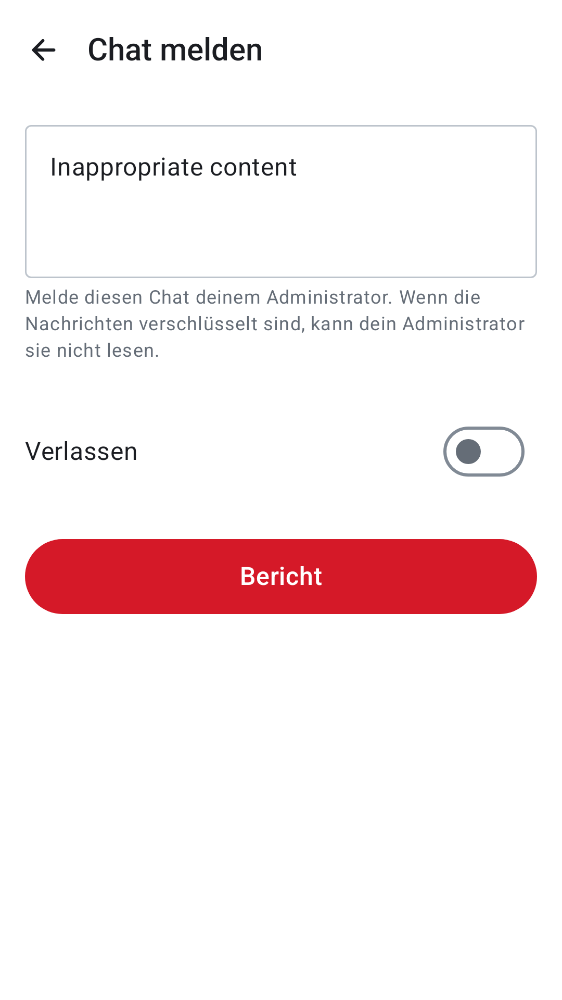 Chat melden
Inappropriate content
Melde diesen Chat deinem Administrator. Wenn die
Nachrichten verschlüsselt sind, kann dein Administrator
sie nicht lesen.
Verlassen
Bericht